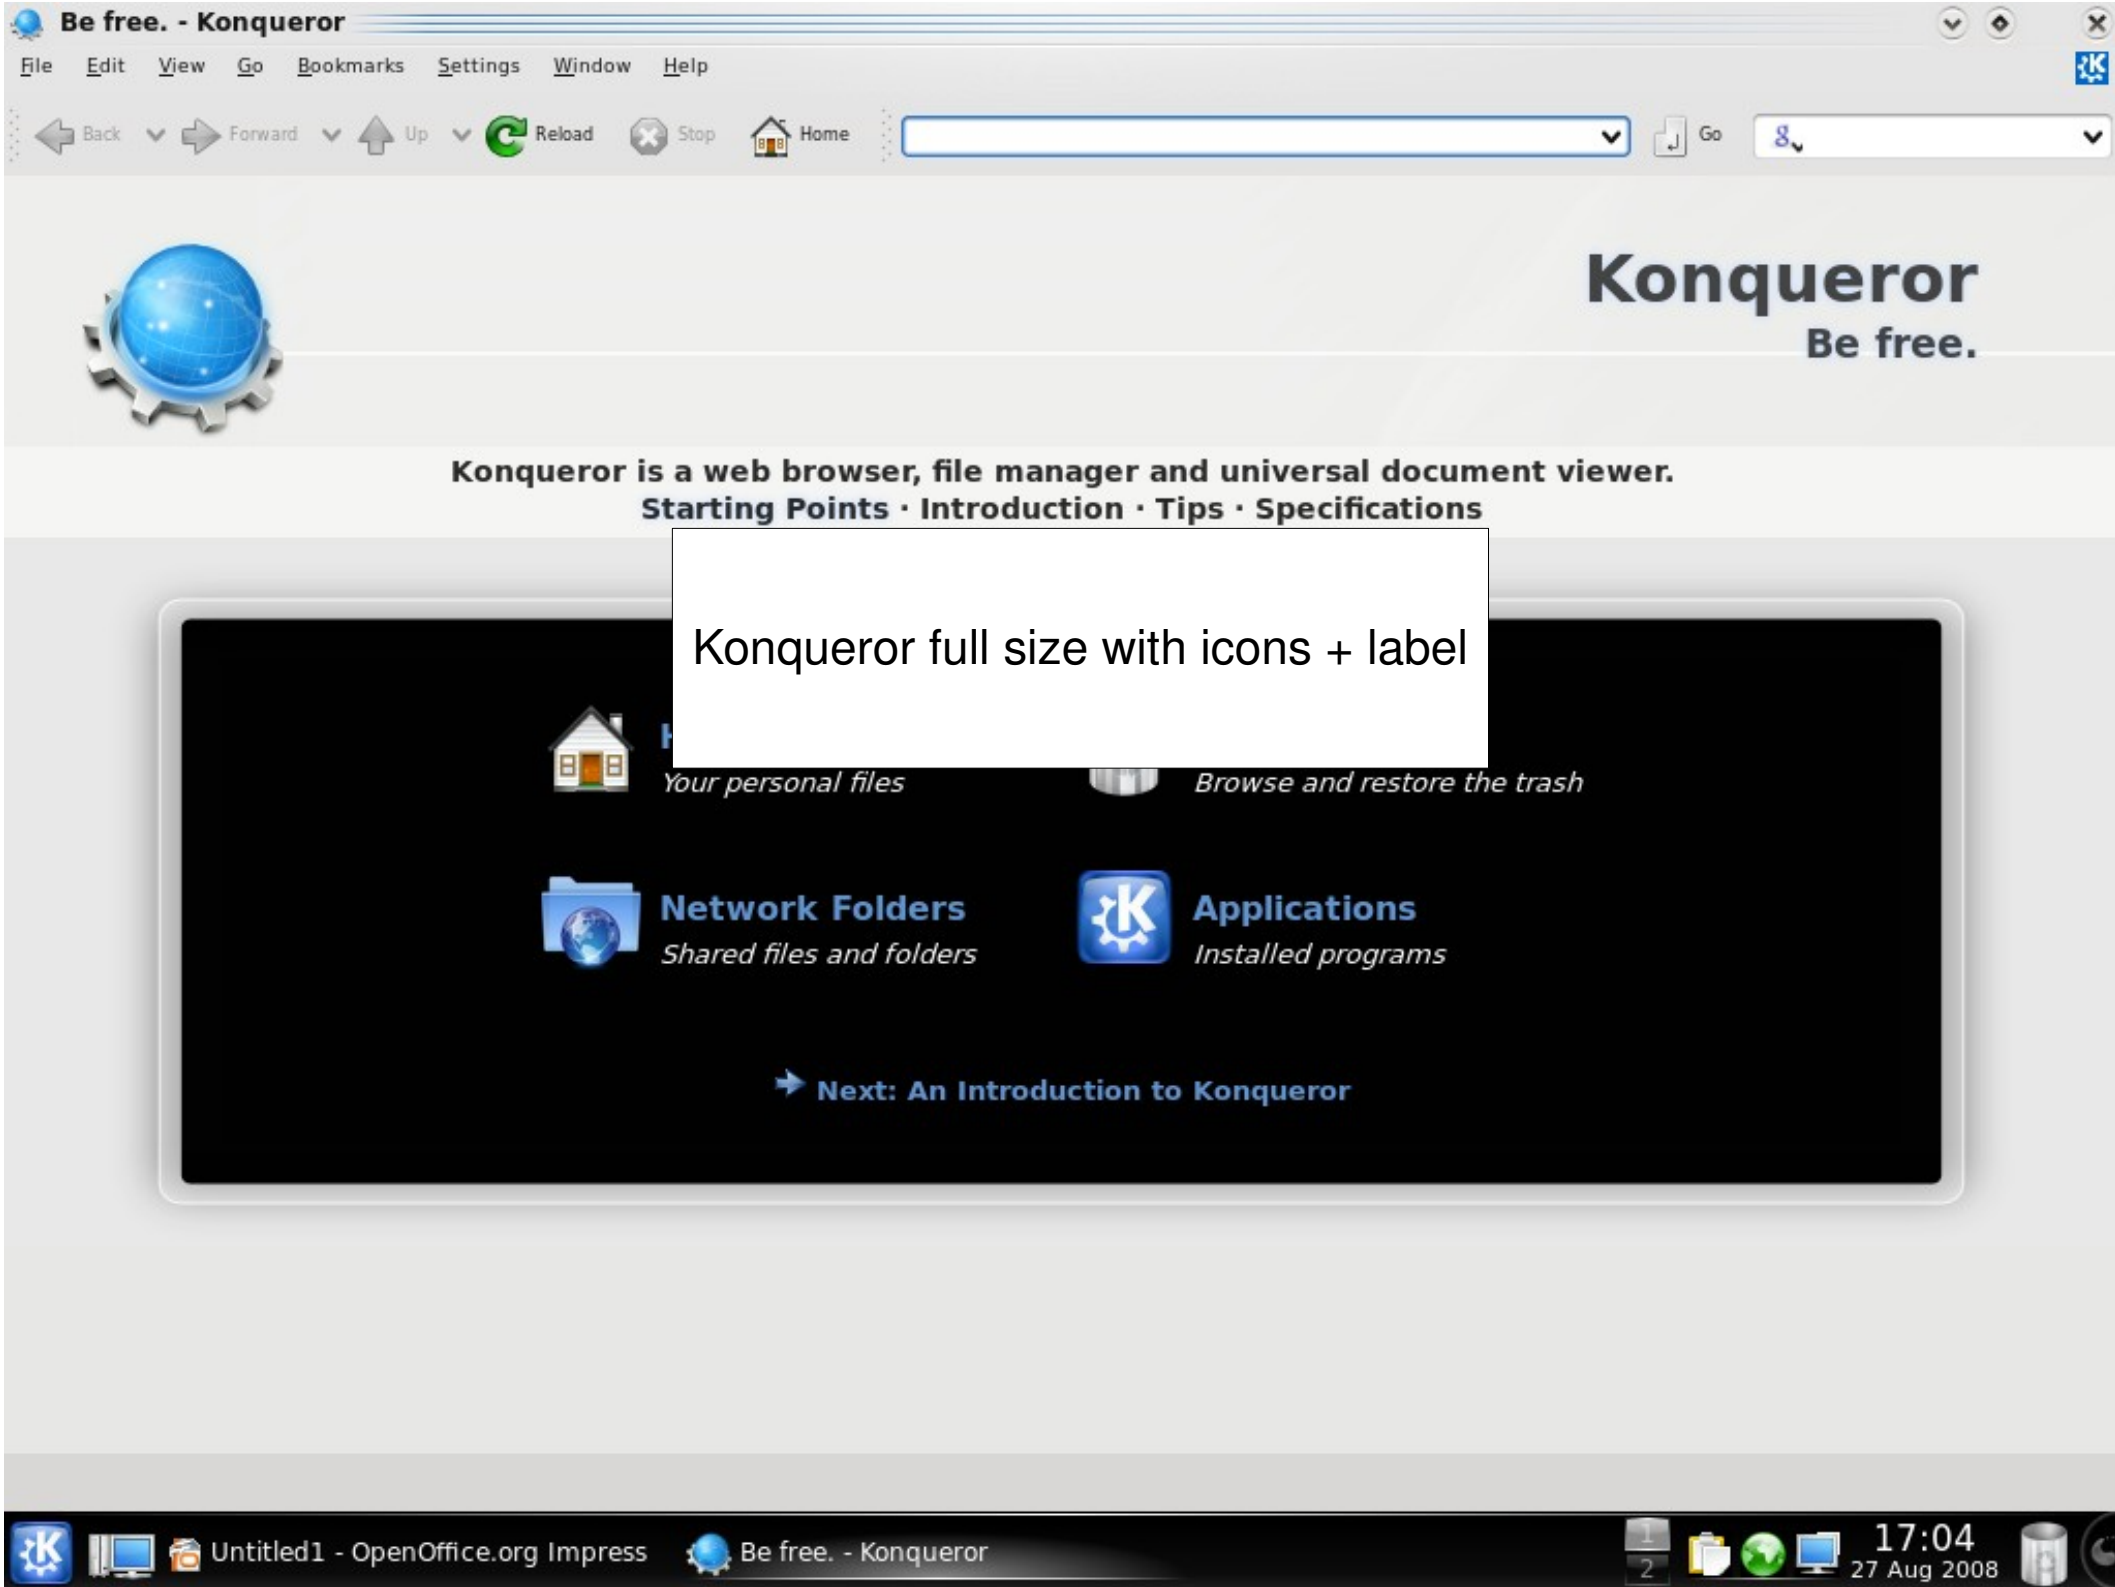 Be free. - Konqueror
File Edit View Go Bookmarks Settings Window Help
Back Forward Up Reload Stop Home Go
Konqueror
Be free.
Konqueror is a web browser, file manager and universal document viewer.
Starting Points · Introduction · Tips · Specifications
Konqueror full size with icons + label
Your personal files Browse and restore the trash
Network Folders Applications
Shared files and folders Installed programs
Next: An Introduction to Konqueror
Untitled1 - OpenOffice.org Impress Be free. - Konqueror 1 17:04
2 27 Aug 2008